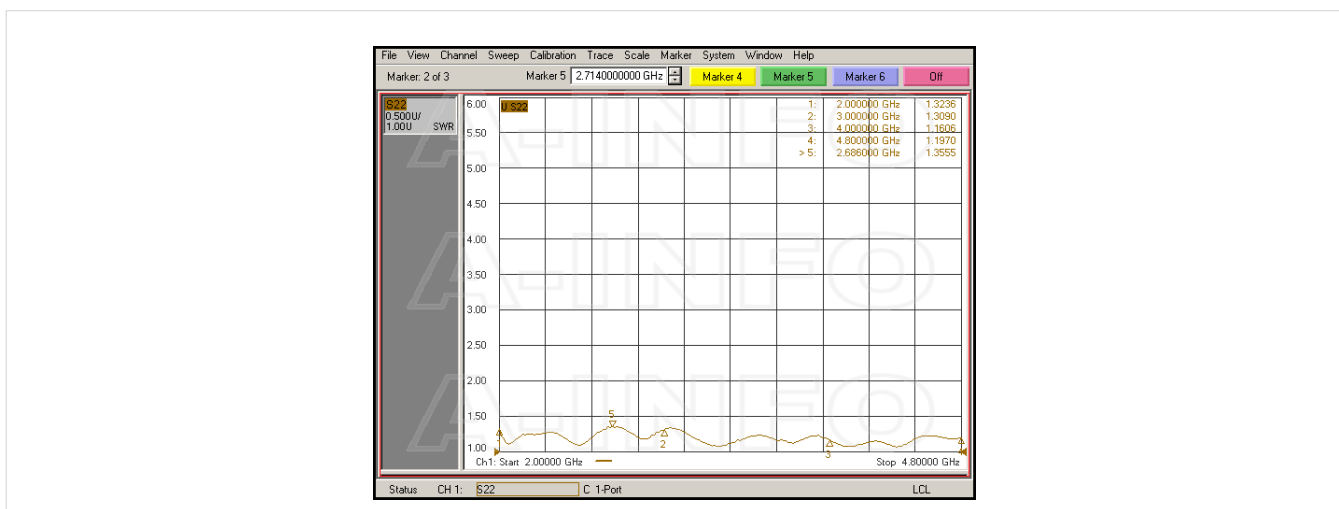 File View Channel Sweep Calibration Trace Scale Marker System Window Help
Marker: 2 of 3 Marker 5 2.7140000000 GHz Marker 4 Marker 5 Marker 6 Off
S22
0.500U/
1.00U SWR
6.00
5.50
5.00
4.50
4.00
3.50
3.00
2.50
2.00
1.50
1.00
U S22
1: 2.000000 GHz 1.3236
2: 3.000000 GHz 1.3090
3: 4.000000 GHz 1.1606
4: 4.800000 GHz 1.1970
> 5: 2.686000 GHz 1.3555
A-INFO
A-INFO
A-INFO
5
2
3
Ch1: Start 2.00000 GHz Stop 4.80000 GHz
Status CH 1: S22 C 1-Port LCL